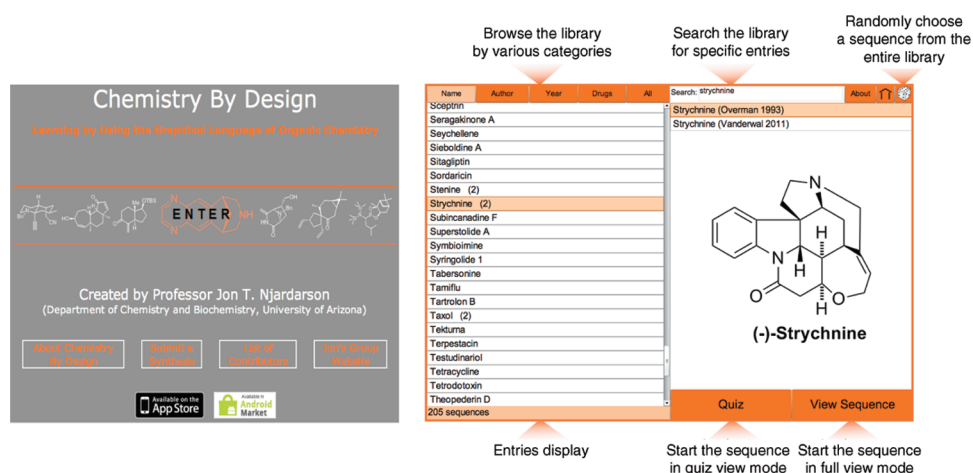 Browse the library
by various categories
Search the library
for specific entries
Randomly choose
a sequence from the
entire library
Chemistry By Design
Learning by Using the Graphical Language of Organic Chemistry
OTBS
Me
OH
HO
CN
N
ENTER
NH
N
Created by Professor Jon T. Njardarson
(Department of Chemistry and Biochemistry, University of Arizona)
About Chemistry
By Design
Submit a
Synthesis
List of
Contributors
Jon's Group
Website
Available on the
App Store
Available in
Android
Market
Name Author Year Drugs All
Search: strychnine
About
Sceptrin
Seragakinone A
Seychellene
Sieboldine A
Sitagliptin
Sordaricin
Stenine (2)
Strychnine (2)
Subincanadine F
Superstolide A
Symbioimine
Syringolide 1
Tabersonine
Tamiflu
Tartrolon B
Taxol (2)
Tekturna
Terpestacin
Testudinariol
Tetracycline
Tetrodotoxin
Theopederin D
205 sequences
Strychnine (Overman 1993)
Strychnine (Vanderwal 2011)
N
H
N
H
H
O
H
O
(-)-Strychnine
Quiz
View Sequence
Entries display
Start the sequence
in quiz view mode
Start the sequence
in full view mode